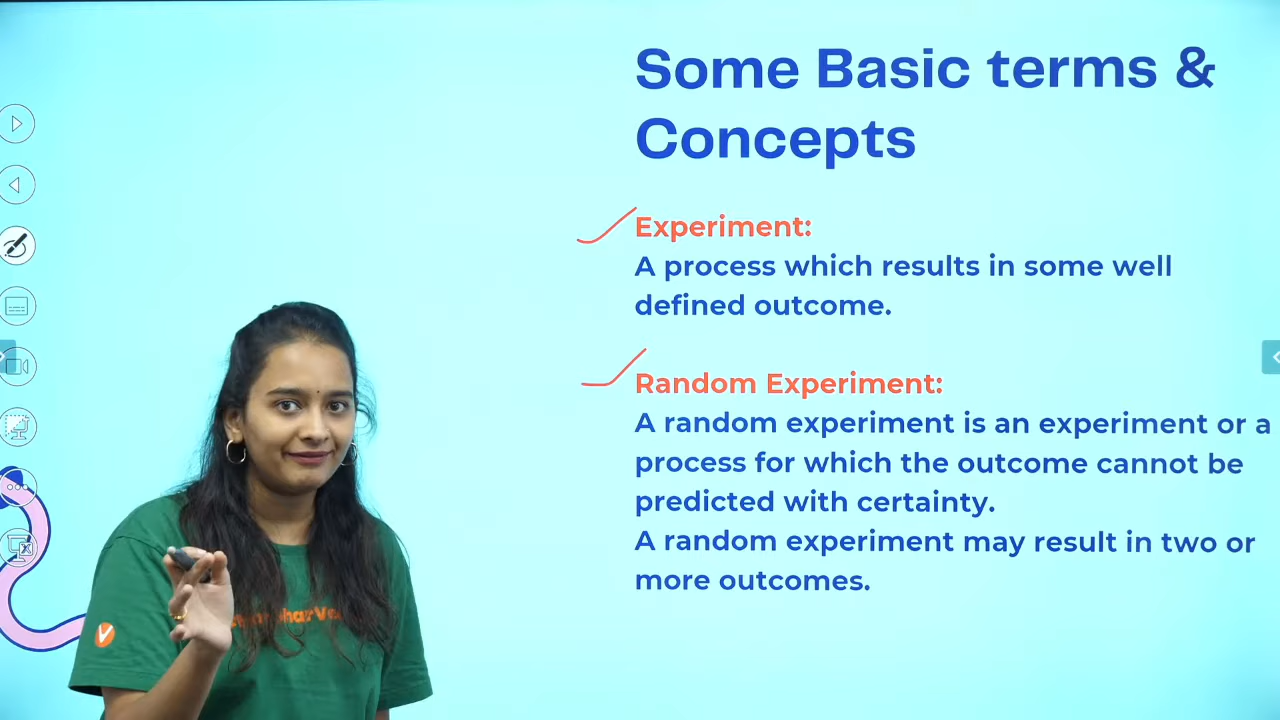 Some Basic terms &
Concepts
Experiment:
A process which results in some well
defined outcome.
Random Experiment:
A random experiment is an experiment or a
process for which the outcome cannot be
predicted with certainty.
A random experiment may result in two or
more outcomes.
V